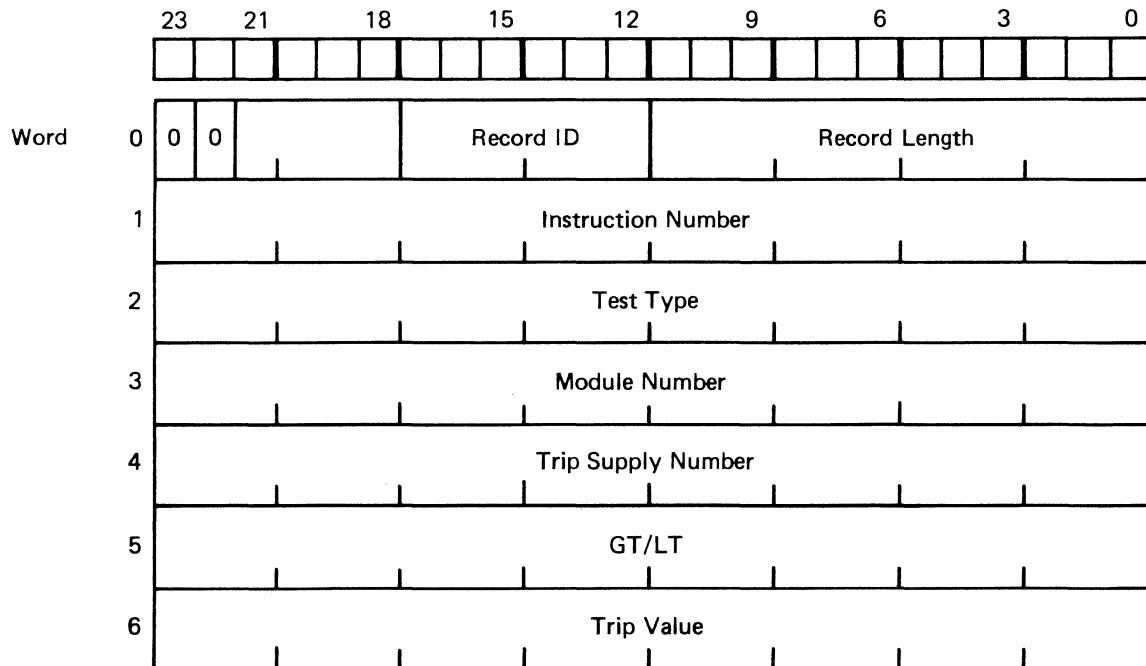 23 21 18 15 12 9 6 3 0
Word 0 0 0 Record ID Record Length
1 Instruction Number
2 Test Type
3 Module Number
4 Trip Supply Number
5 GT/LT
6 Trip Value